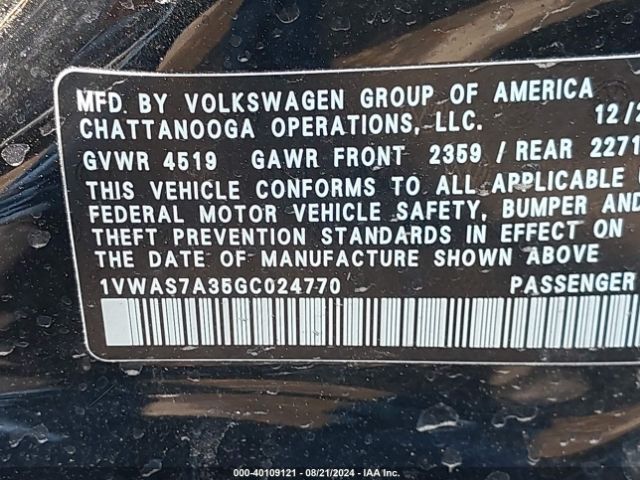 MFD. BY VOLKSWAGEN GROUP OF AMERICA
CHATTANOOGA OPERATIONS, LLC. 12/
GVWR 4519 GAWR FRONT 2359 / REAR 2271
THIS VEHICLE CONFORMS TO ALL APPLICABLE
FEDERAL MOTOR VEHICLE SAFETY, BUMPER AND
THEFT PREVENTION STANDARDS IN EFFECT ON
THE DATE OF MANUFACTURE SHOWN ABOVE
1VWAS7A35GC024770 PASSENGER
000-40109121 - 08/21/2024 - IAA Inc.